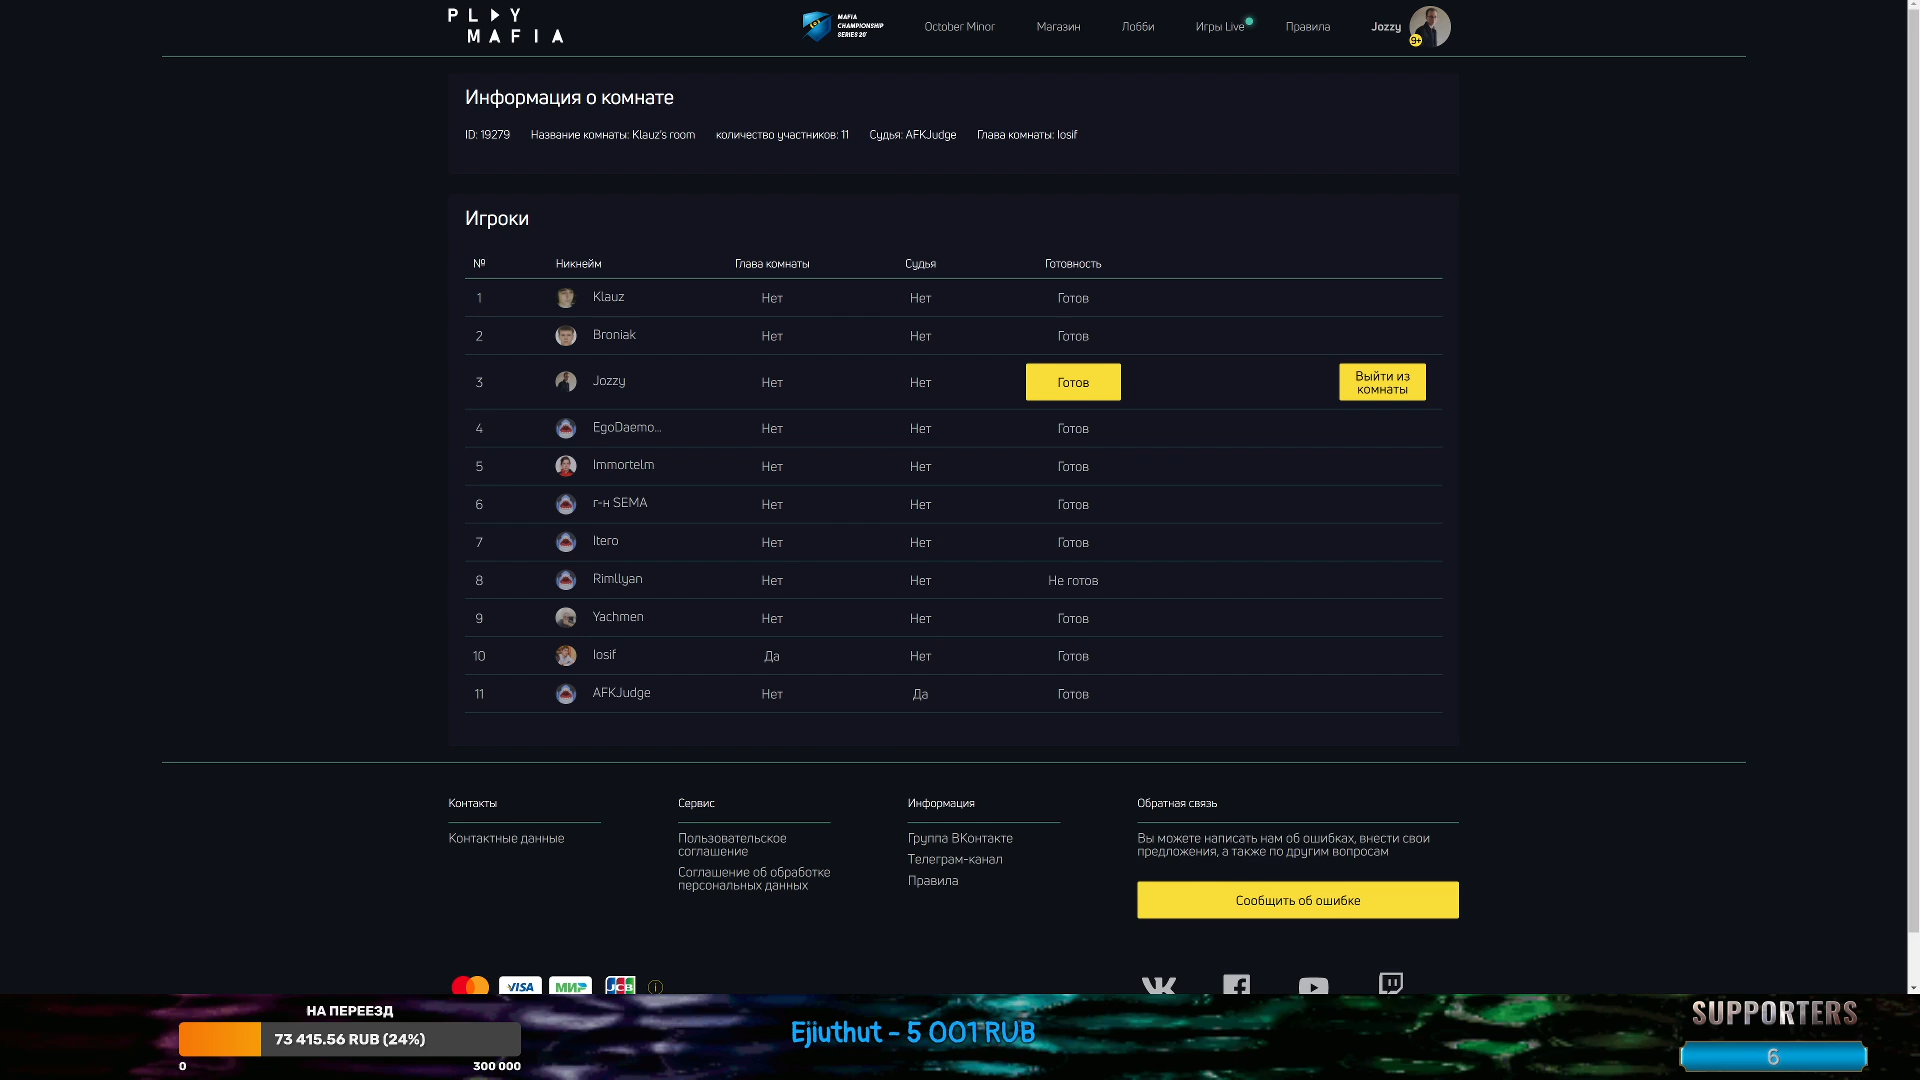 PLAY
MAFIA
MAFIA
CHAMPIONSHIP
SERIES 20'
October Minor
Магазин
Лобби
Игры Live
Правила
Jozzy
9+
Информация о комнате
ID: 19279 Название комнаты: Klauz's room количество участников: 11 Судья: AFKJudge Глава комнаты: Iosif
Игроки
№ Никнейм Глава комнаты Судья Готовность
1 Klauz Нет Нет Готов
2 Broniak Нет Нет Готов
3 Jozzy Нет Нет Готов Выйти из
комнаты
4 EgoDaemo... Нет Нет Готов
5 Immortelm Нет Нет Готов
6 г-н SEMA Нет Нет Готов
7 Itero Нет Нет Готов
8 Rimllyan Нет Нет Не готов
9 Yachmen Нет Нет Готов
10 Iosif Да Нет Готов
11 AFKJudge Нет Да Готов
Контакты
Контактные данные
Сервис
Пользовательское
соглашение
Соглашение об обработке
персональных данных
Информация
Группа ВКонтакте
Телеграм-канал
Правила
Обратная связь
Вы можете написать нам об ошибках, внести свои
предложения, а также по другим вопросам
Сообщить об ошибке
VISA
МИР
JCB
НА ПЕРЕЕЗД
73 415.56 RUB (24%)
0 300 000
Ejiuthut - 5 001 RUB
SUPPORTERS
6